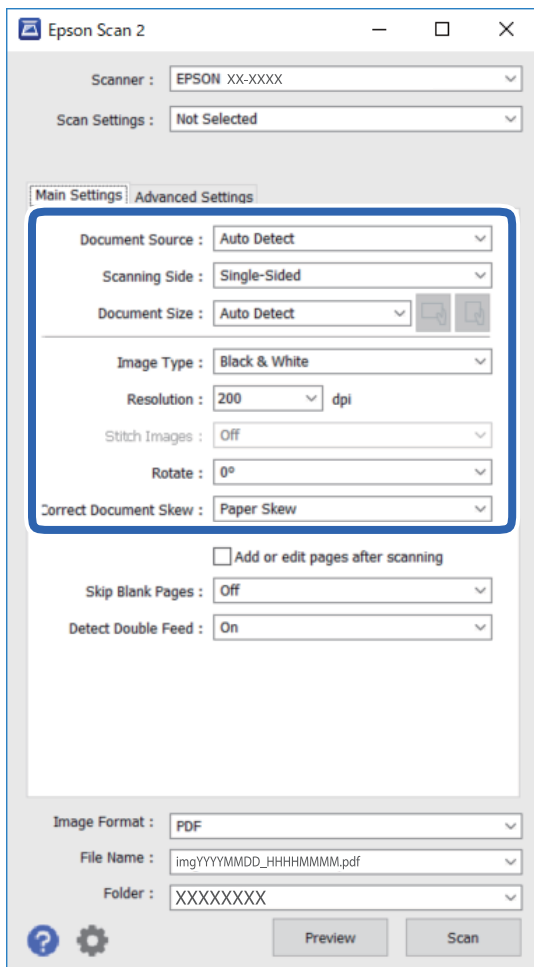 Epson Scan 2
Scanner : EPSON XX-XXXX
Scan Settings : Not Selected
Main Settings Advanced Settings
Document Source : Auto Detect
Scanning Side : Single-Sided
Document Size : Auto Detect
Image Type : Black & White
Resolution : 200 dpi
Stitch Images : Off
Rotate : 0º
Correct Document Skew : Paper Skew
Add or edit pages after scanning
Skip Blank Pages : Off
Detect Double Feed : On
Image Format : PDF
File Name : imgYYYYMMDD_HHHHMMMM.pdf
Folder : XXXXXXXX
? Preview Scan